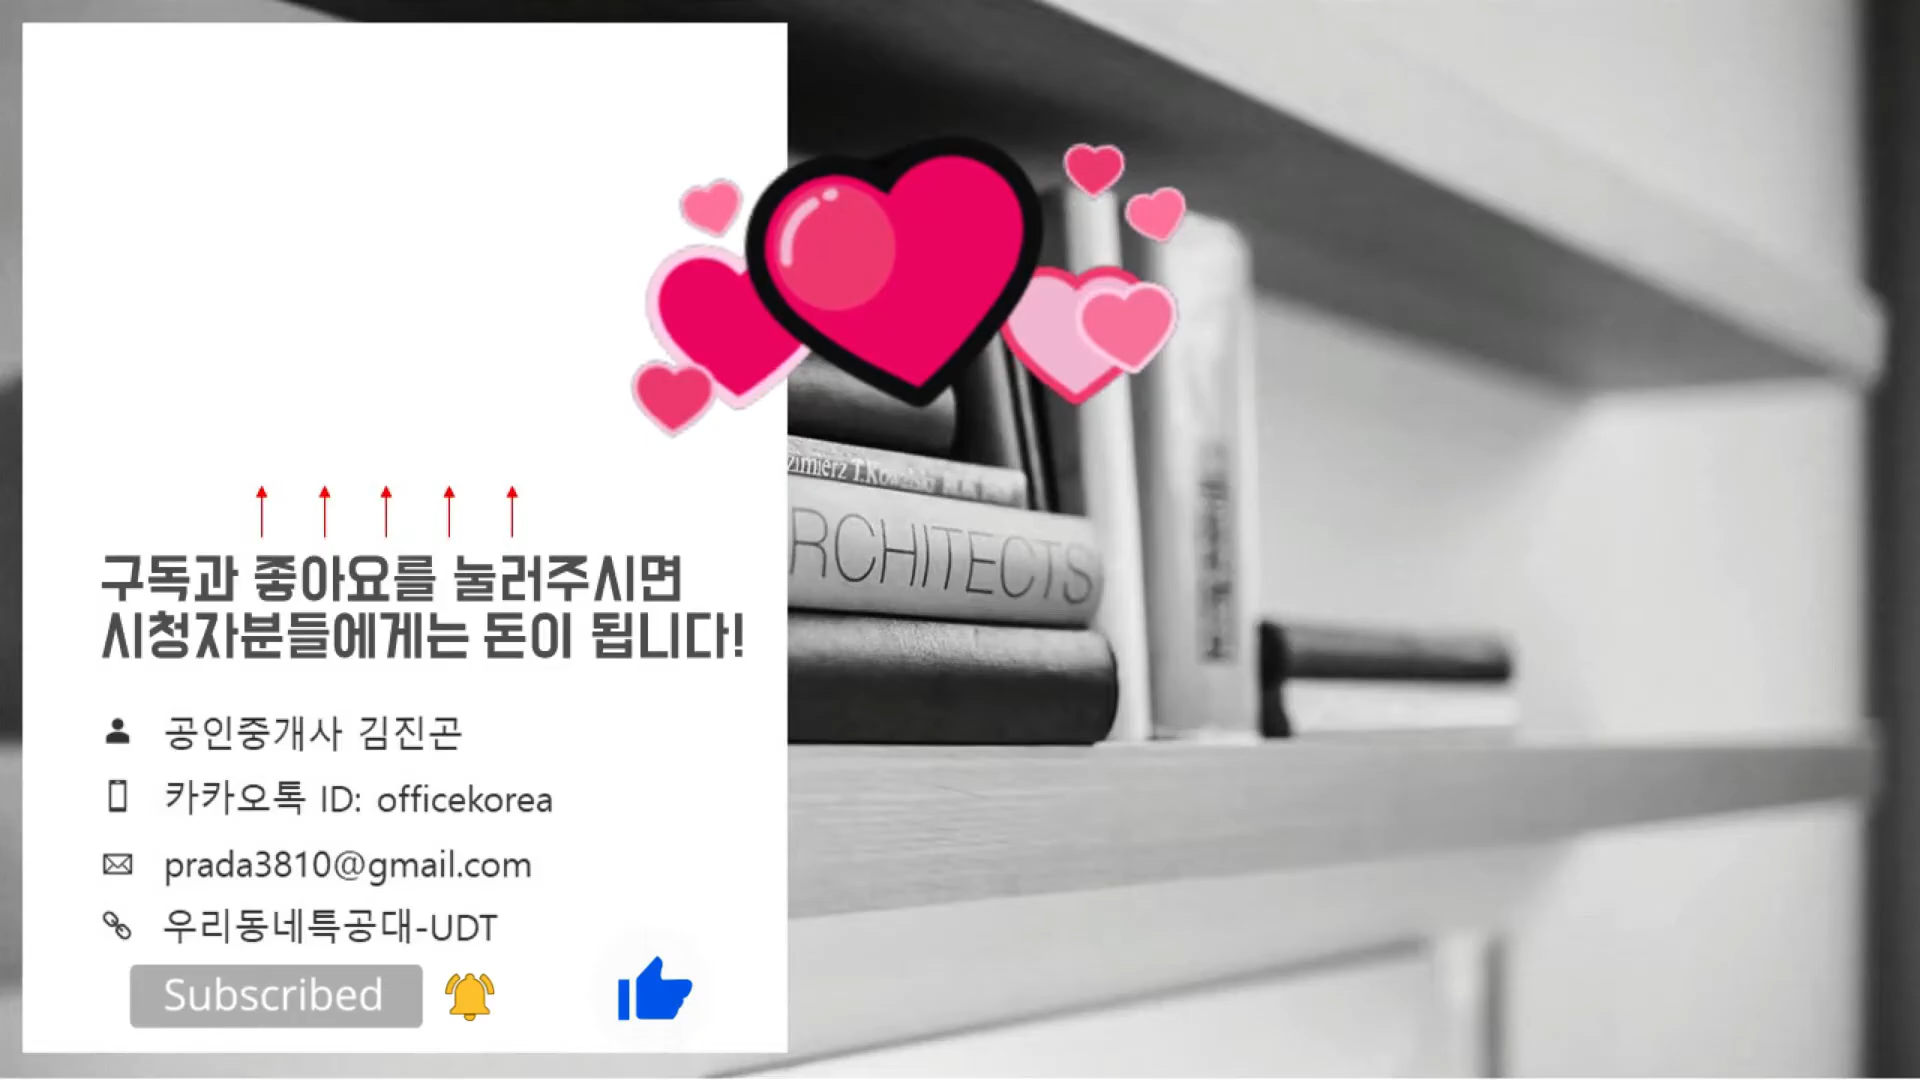 구독과 좋아요를 눌러주시면
시청자분들에게는 돈이 됩니다!
공인중개사 김진곤
카카오톡 ID: officekorea
prada3810@gmail.com
우리동네특공대-UDT
Subscribed
zimierz T.Kowalski
RCHITECTS